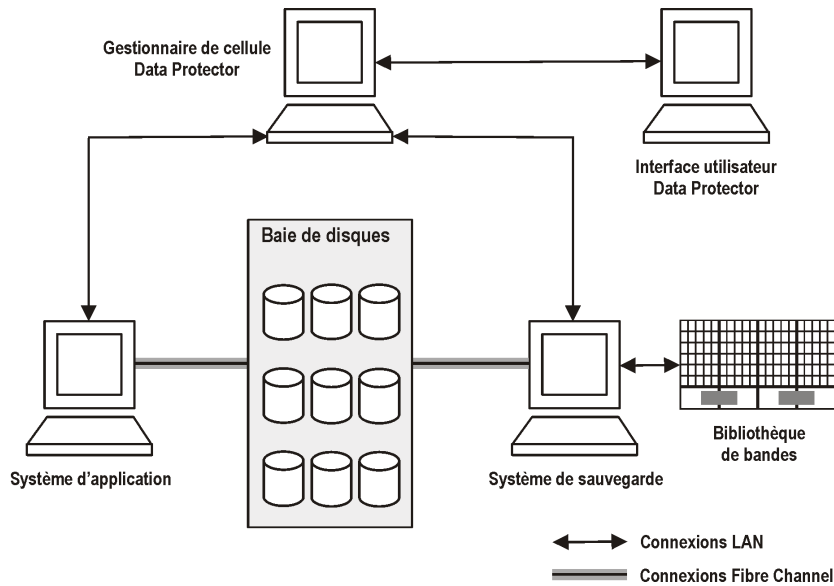 Gestionnaire de cellule
Data Protector
Interface utilisateur
Data Protector
Baie de disques
Système d'application
Système de sauvegarde
Bibliothèque
de bandes
Connexions LAN
Connexions Fibre Channel